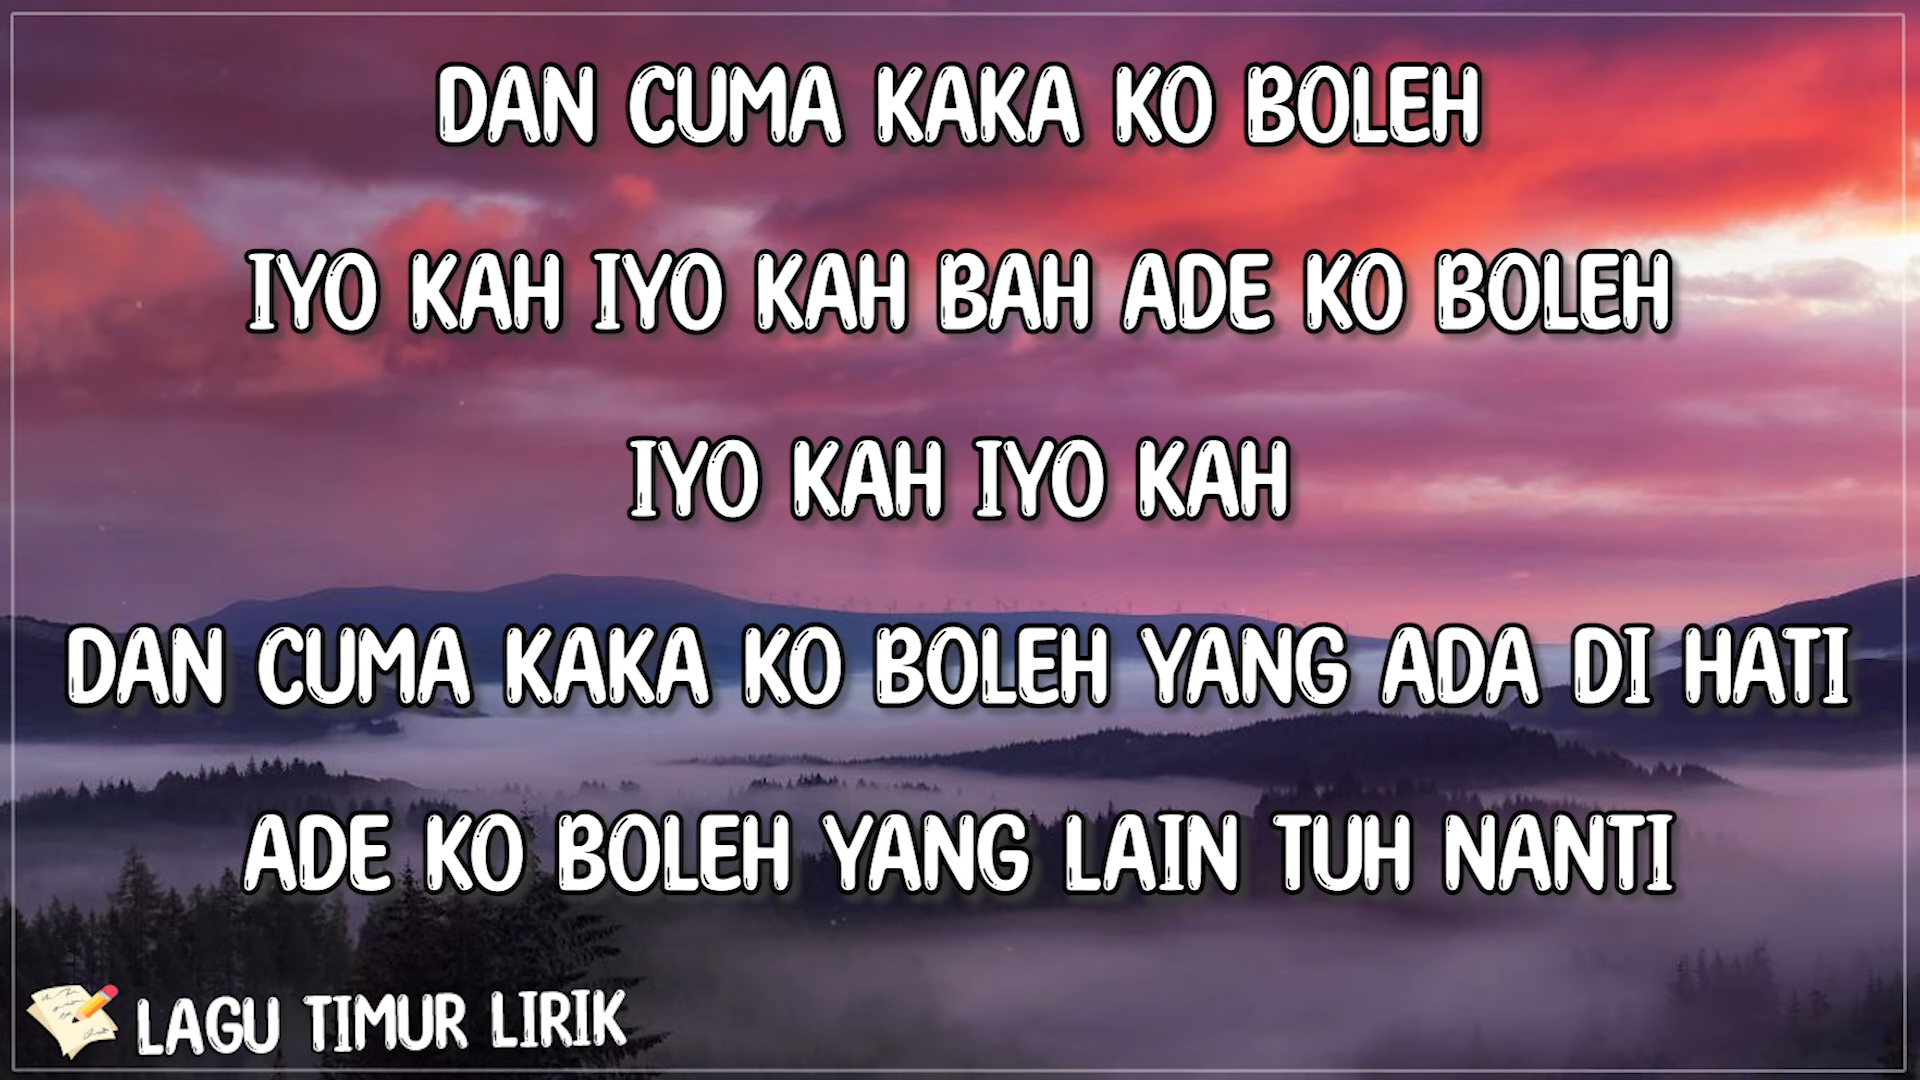 DAN CUMA KAKA KO BOLEH
IYO KAH IYO KAH BAH ADE KO BOLEH
IYO KAH IYO KAH
DAN CUMA KAKA KO BOLEH YANG ADA DI HATI
ADE KO BOLEH YANG LAIN TUH NANTI
LAGU TIMUR LIRIK